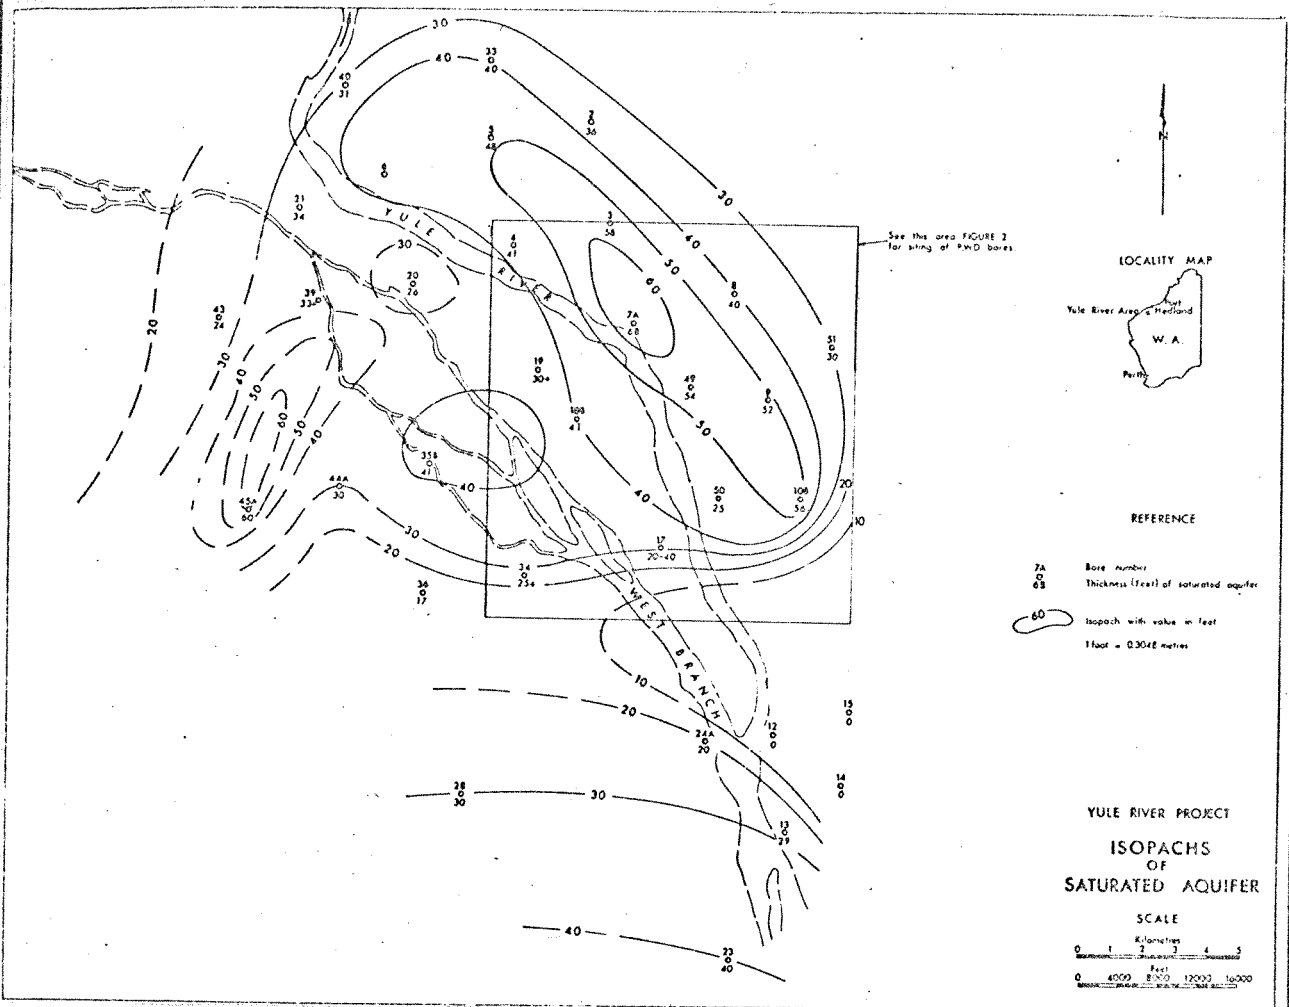 30
40
33
40
40
31
2
36
5
48
6
30
21
34
YULE
RIVER
3
58
40
4
41
See this area FIGURE 2
for siting of P.W.D bores.
30
20
26
50
60
8
40
N
LOCALITY MAP
Yule River Area
Port
Hedland
W. A.
Perth
39
33+
43
24
20
7A
68
51
30
30
40
50
60
50
40
19
30+
49
54
9
52
41
50
35B
41
40
44A
30
45A
60
40
50
25
10B
56
20
10
30
20
17
20-40
34
25+
36
17
WEST BRANCH
REFERENCE
7A
68
Bore number
Thickness (feet) of saturated aquifer
60
Isopach with value in feet
1 foot = 0.3048 metres
10
20
24A
20
12
0
15
0
14
0
28
30
30
13
29
40
23
40
YULE RIVER PROJECT
ISOPACHS
OF
SATURATED AQUIFER
SCALE
Kilometres
0 1 2 3 4 5
Feet
0 4000 8000 12000 16000